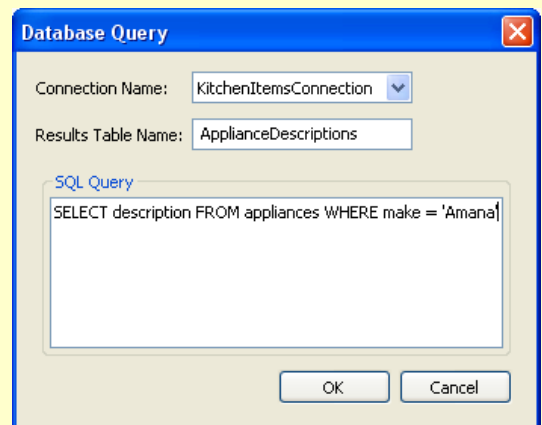 Database Query
Connection Name: KitchenItemsConnection
Results Table Name: ApplianceDescriptions
SQL Query
SELECT description FROM appliances WHERE make = 'Amana'
OK Cancel